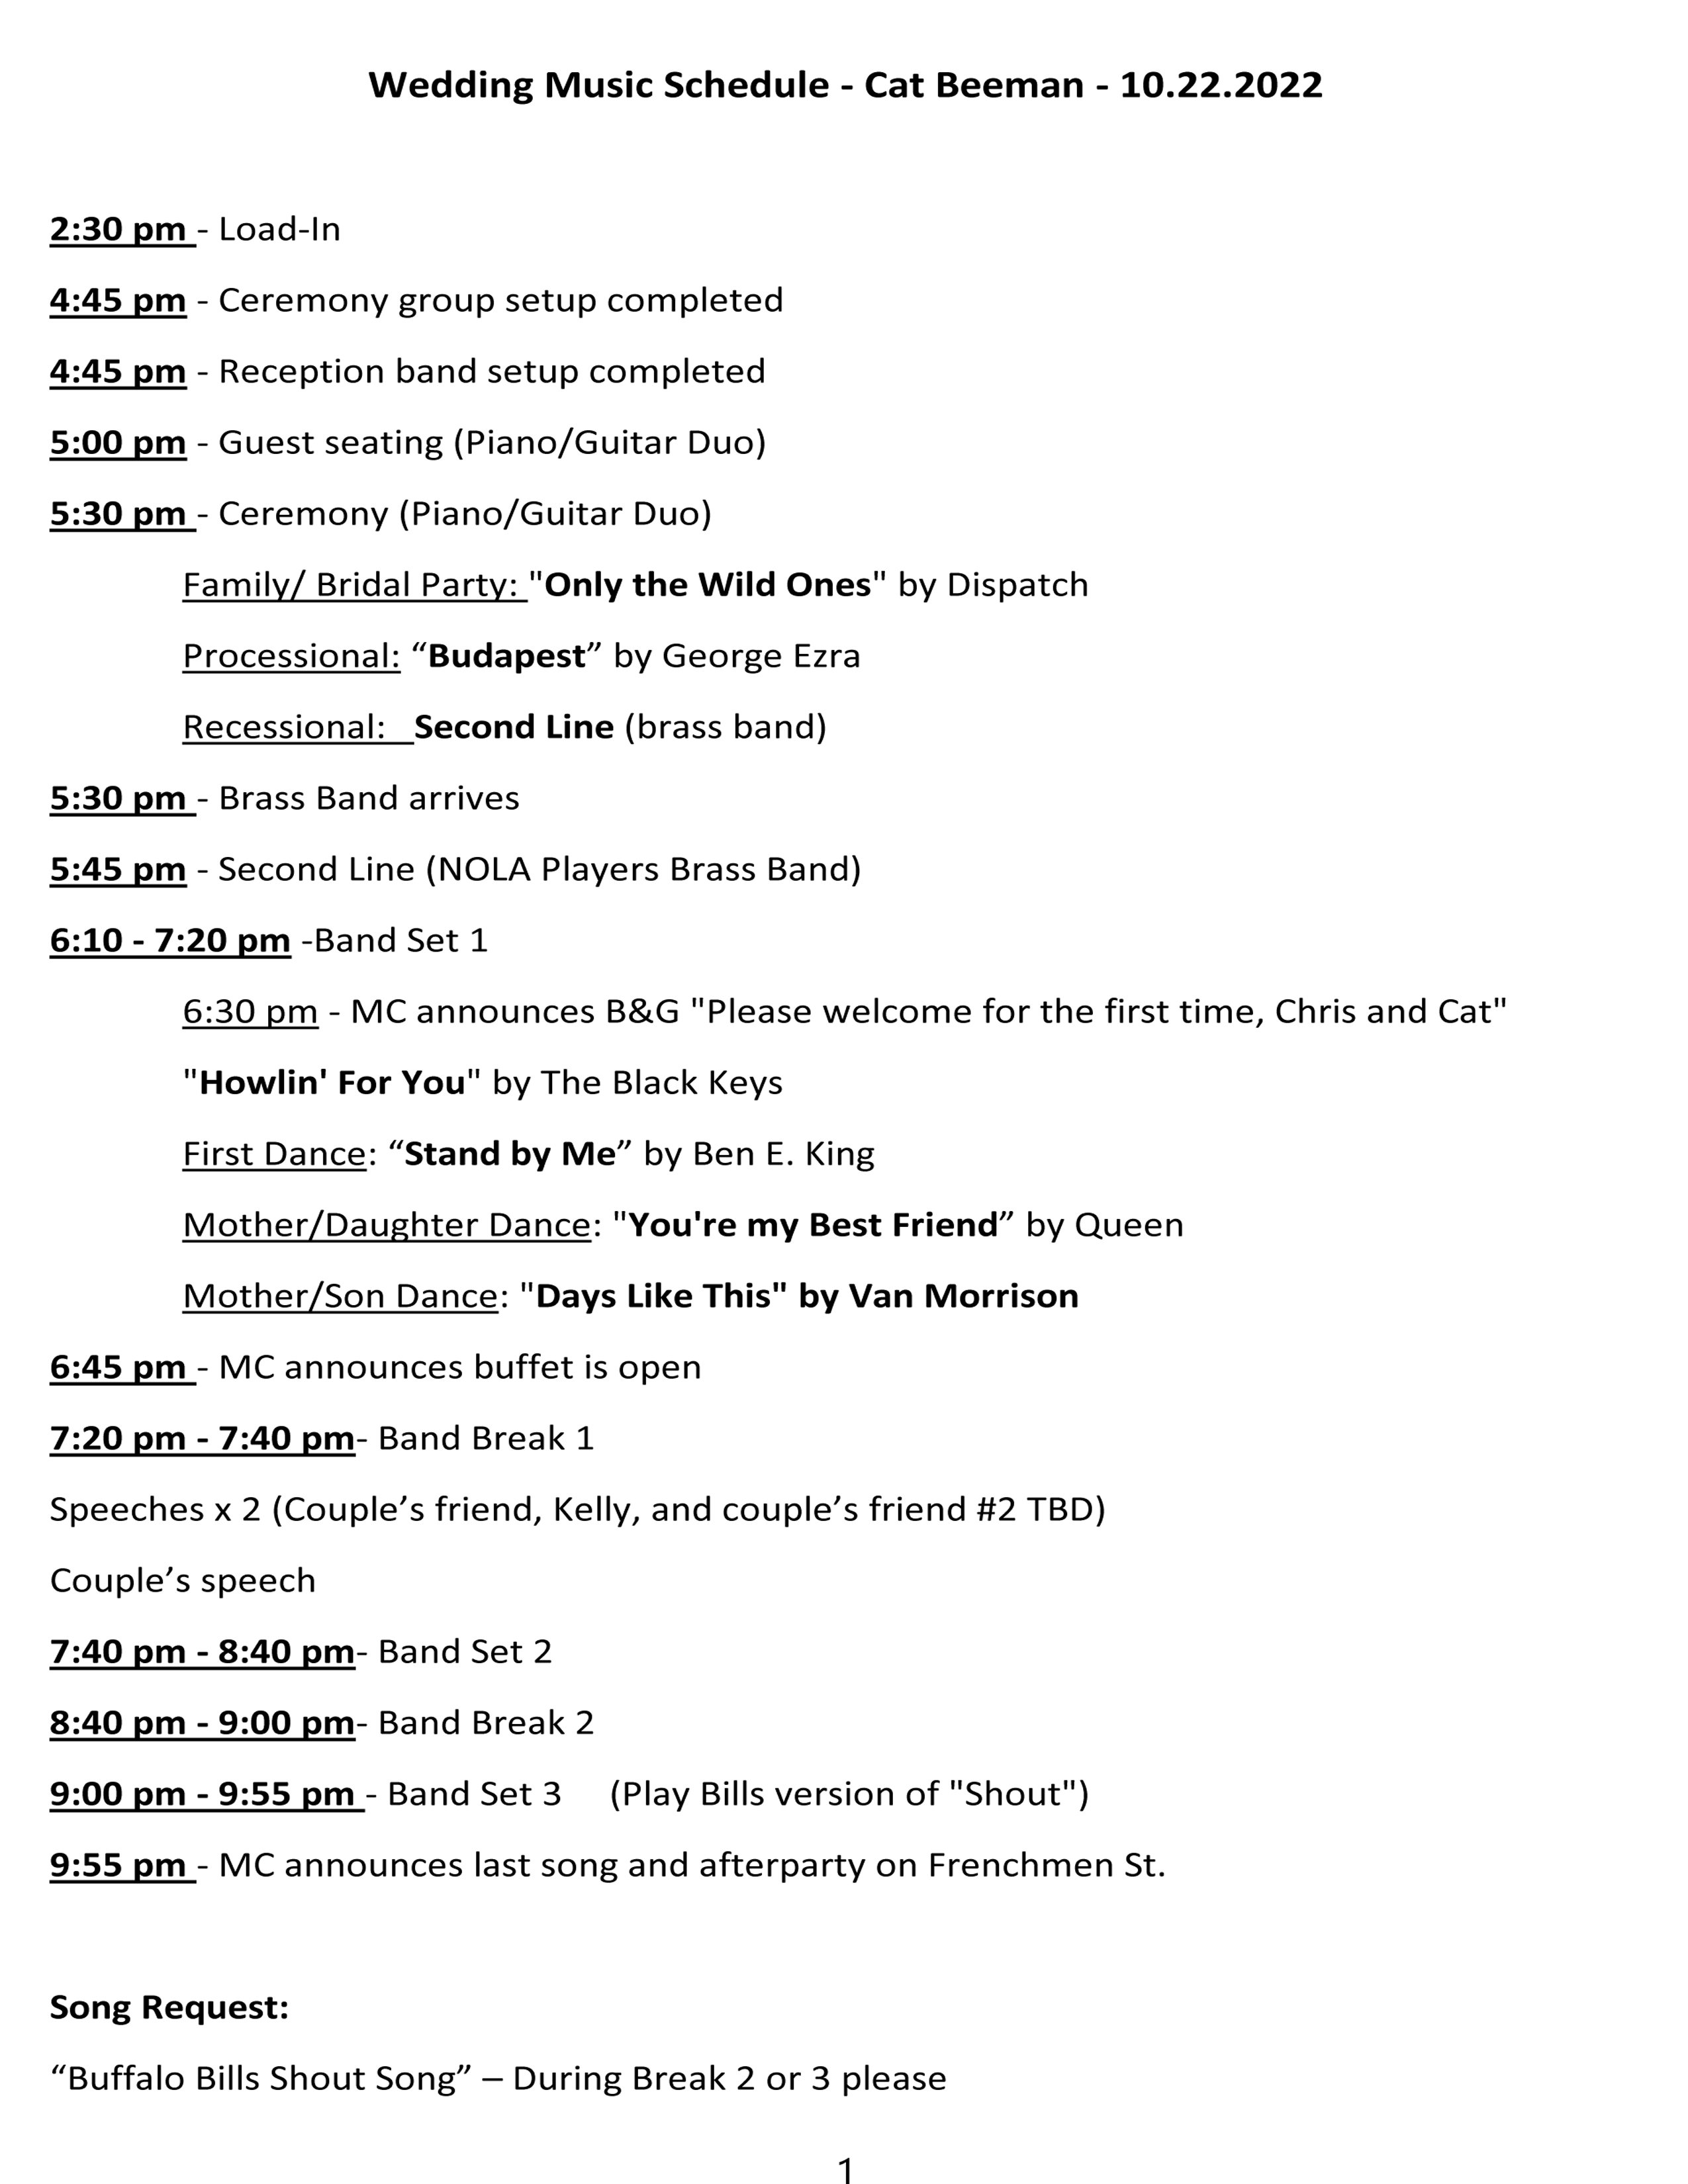 Wedding Music Schedule - Cat Beeman - 10.22.2022
2:30 pm - Load-In
4:45 pm - Ceremony group setup completed
4:45 pm - Reception band setup completed
5:00 pm - Guest seating (Piano/Guitar Duo)
5:30 pm - Ceremony (Piano/Guitar Duo)
Family/ Bridal Party: "Only the Wild Ones" by Dispatch
Processional: “Budapest” by George Ezra
Recessional:   Second Line (brass band)
5:30 pm - Brass Band arrives
5:45 pm - Second Line (NOLA Players Brass Band)
6:10 - 7:20 pm -Band Set 1
6:30 pm - MC announces B&G "Please welcome for the first time, Chris and Cat"
"Howlin' For You" by The Black Keys
First Dance: “Stand by Me” by Ben E. King
Mother/Daughter Dance: "You're my Best Friend” by Queen
Mother/Son Dance: "Days Like This" by Van Morrison
6:45 pm - MC announces buffet is open
7:20 pm - 7:40 pm- Band Break 1
Speeches x 2 (Couple’s friend, Kelly, and couple’s friend #2 TBD)
Couple’s speech
7:40 pm - 8:40 pm- Band Set 2
8:40 pm - 9:00 pm- Band Break 2
9:00 pm - 9:55 pm - Band Set 3    (Play Bills version of "Shout")
9:55 pm - MC announces last song and afterparty on Frenchmen St.
Song Request:
“Buffalo Bills Shout Song” – During Break 2 or 3 please
1